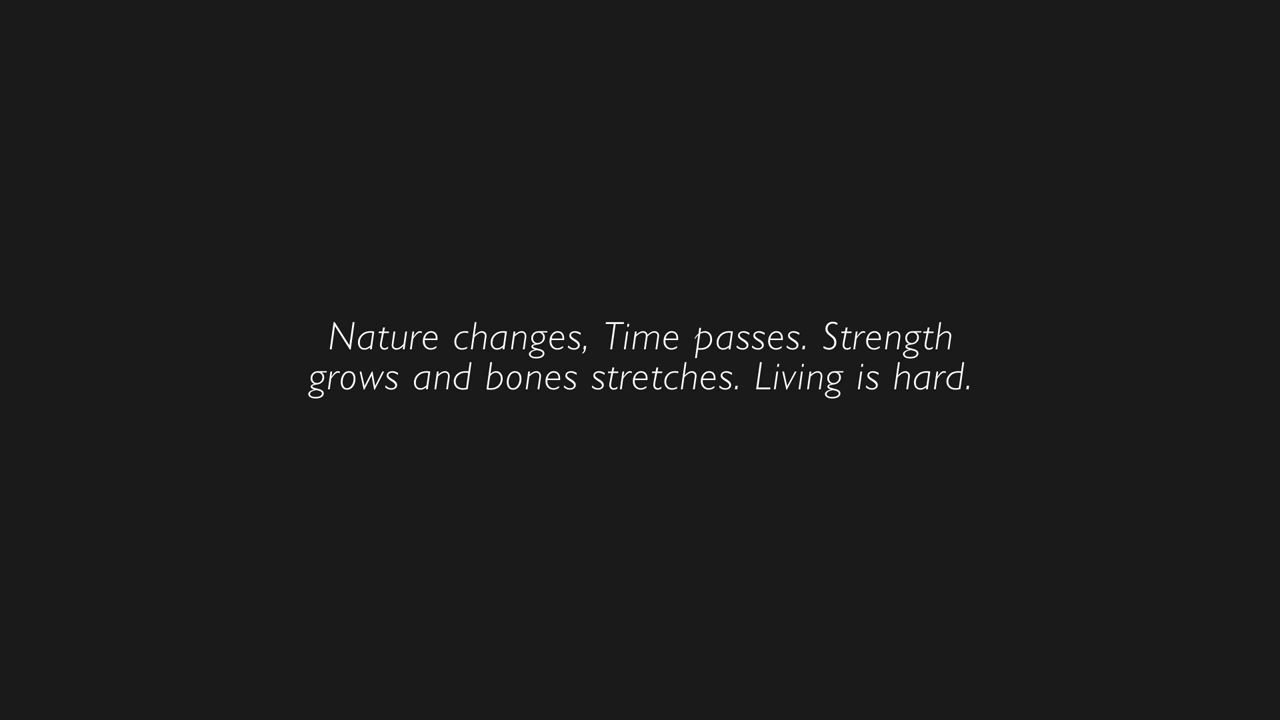 Nature changes, Time passes. Strength
grows and bones stretches. Living is hard.